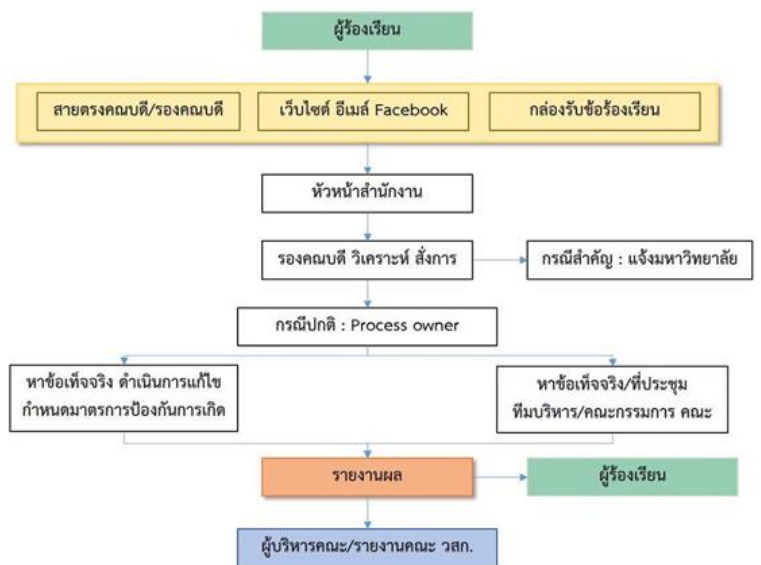 ผู้ร้องเรียน
สายตรงคณบดี/รองคณบดี
เว็บไซต์ อีเมล์ Facebook
กล่องรับข้อร้องเรียน
หัวหน้าสำนักงาน
รองคณบดี วิเคราะห์ สั่งการ
กรณีสำคัญ : แจ้งมหาวิทยาลัย
กรณีปกติ : Process owner
หาข้อเท็จจริง ดำเนินการแก้ไข
กำหนดมาตรการป้องกันการเกิด
หาข้อเท็จจริง/ที่ประชุม
ทีมบริหาร/คณะกรรมการ คณะ
รายงานผล
ผู้ร้องเรียน
ผู้บริหารคณะ/รายงานคณะ วสก.